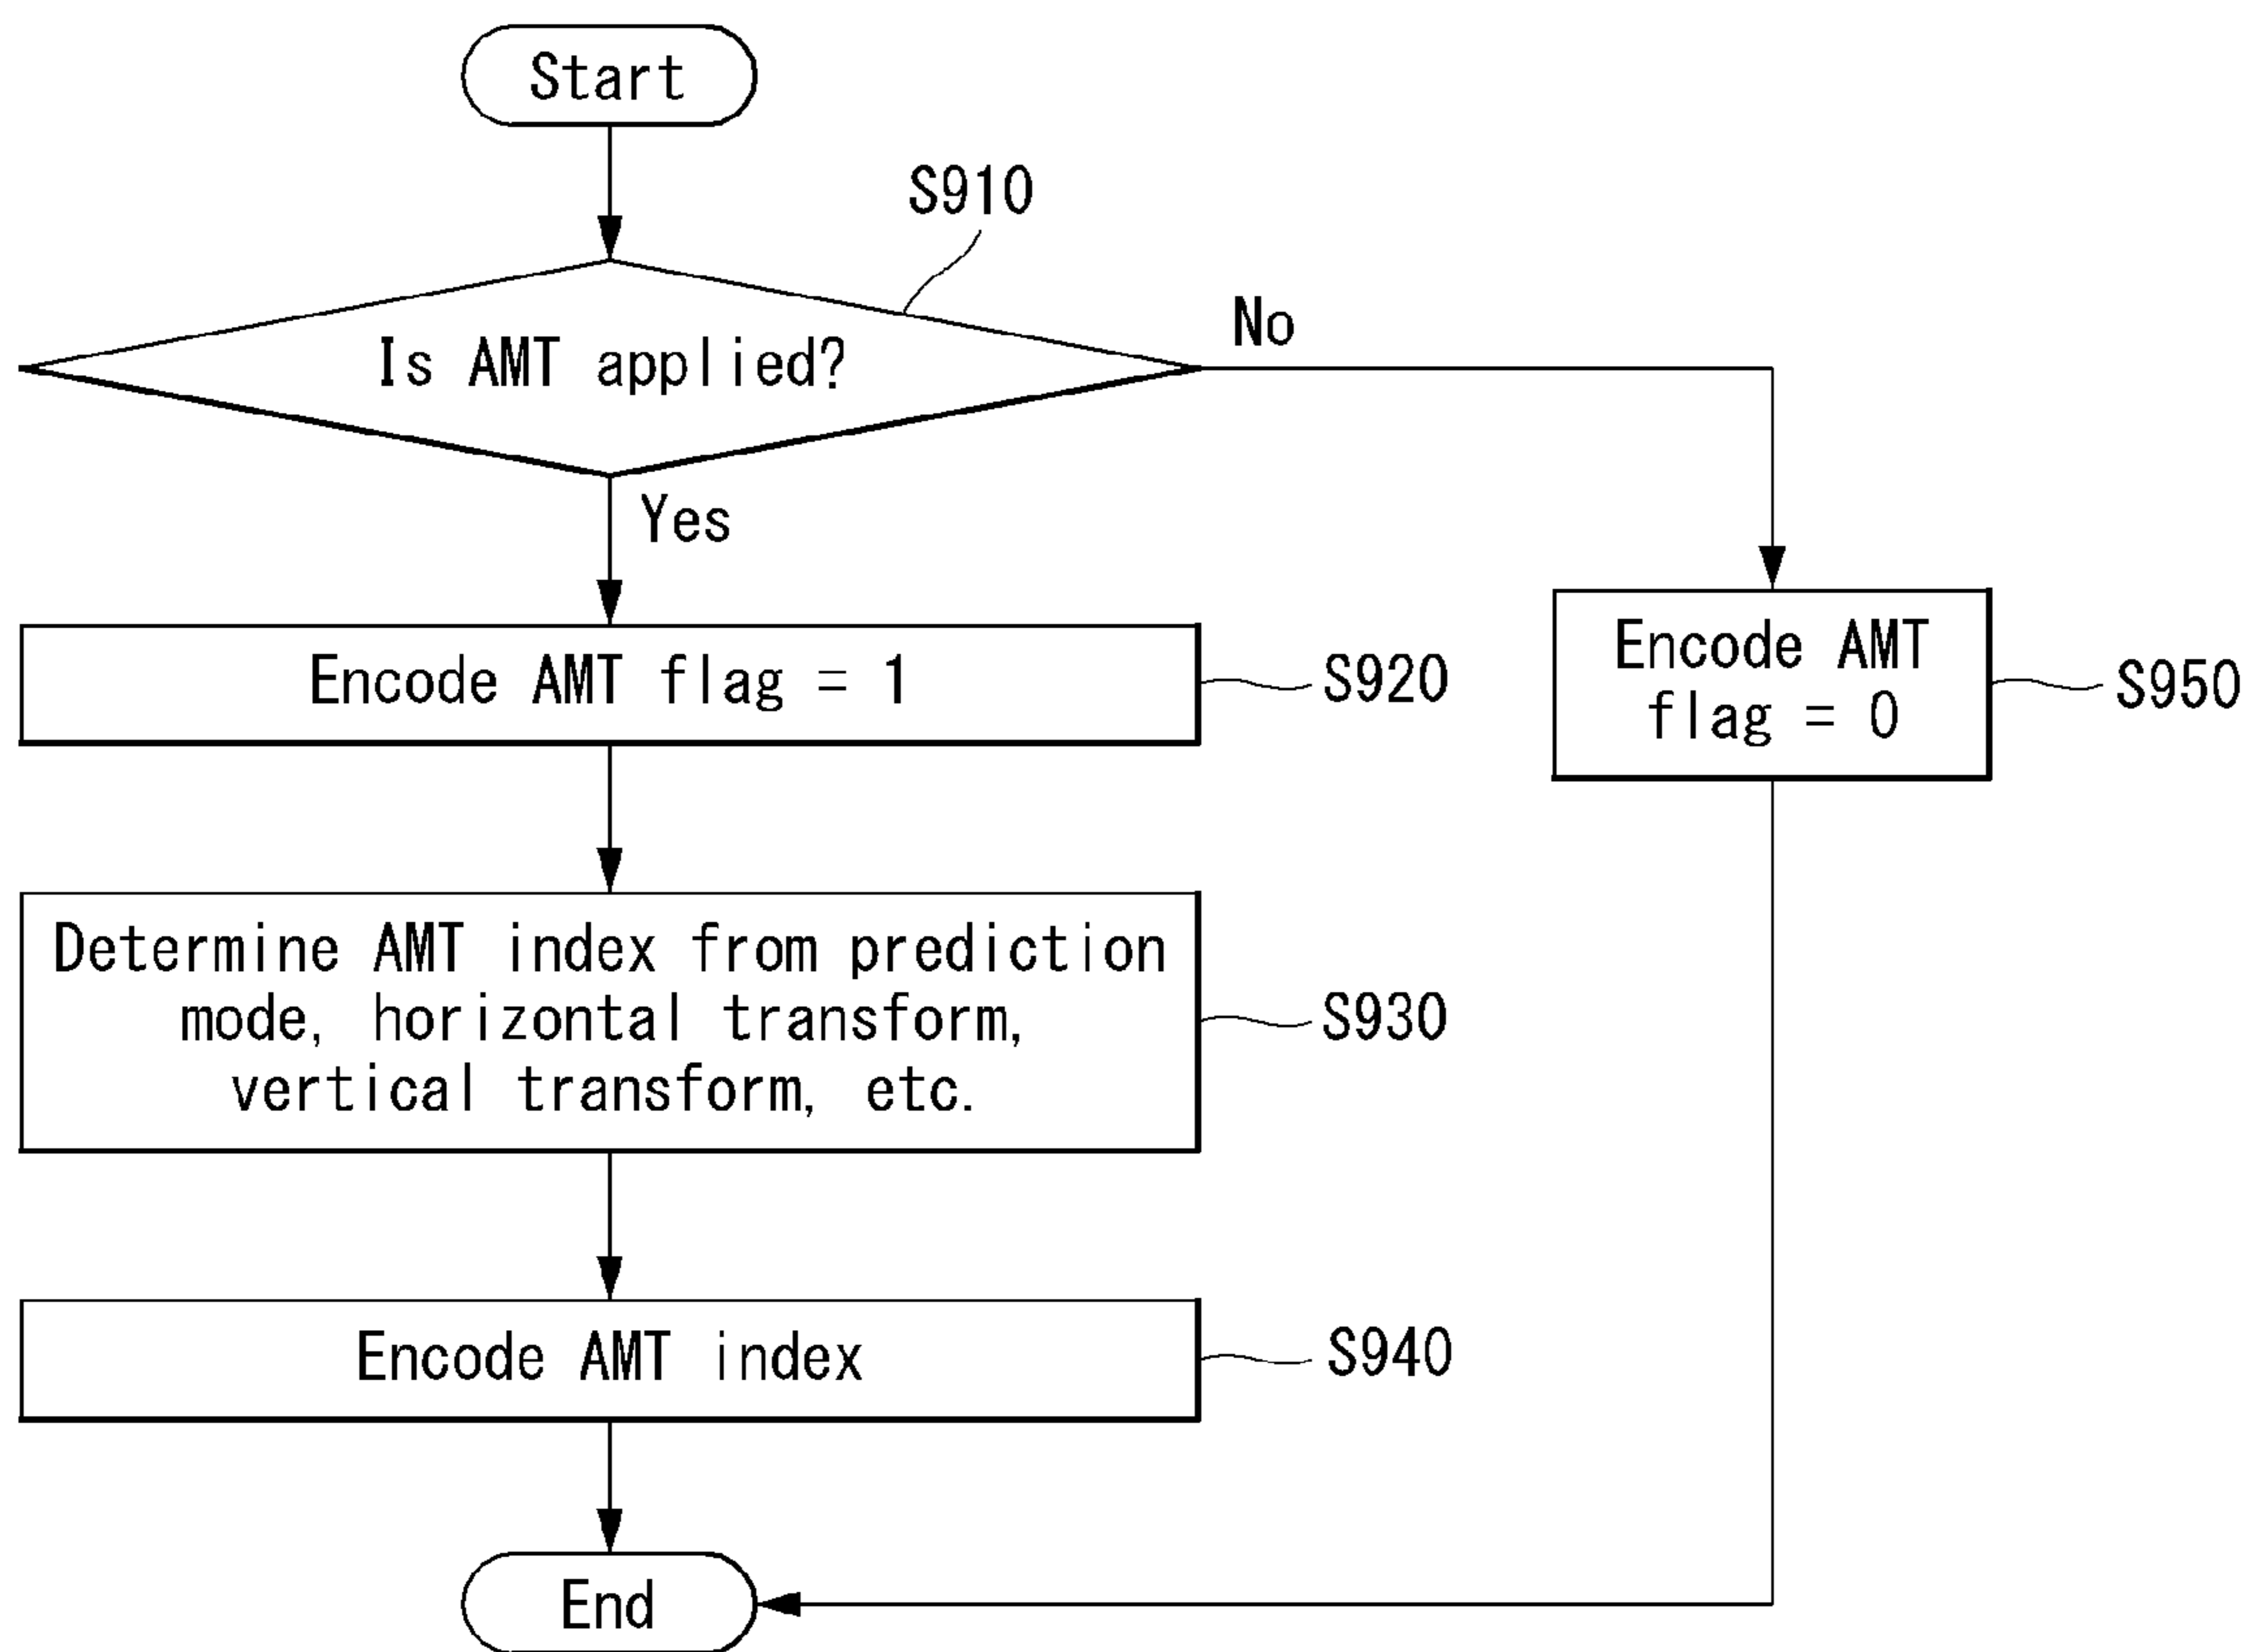 Start
S910
Is AMT applied?
No
Yes
Encode AMT flag = 1
S920
Encode AMT
flag = 0
S950
Determine AMT index from prediction
mode, horizontal transform,
vertical transform, etc.
S930
Encode AMT index
S940
End